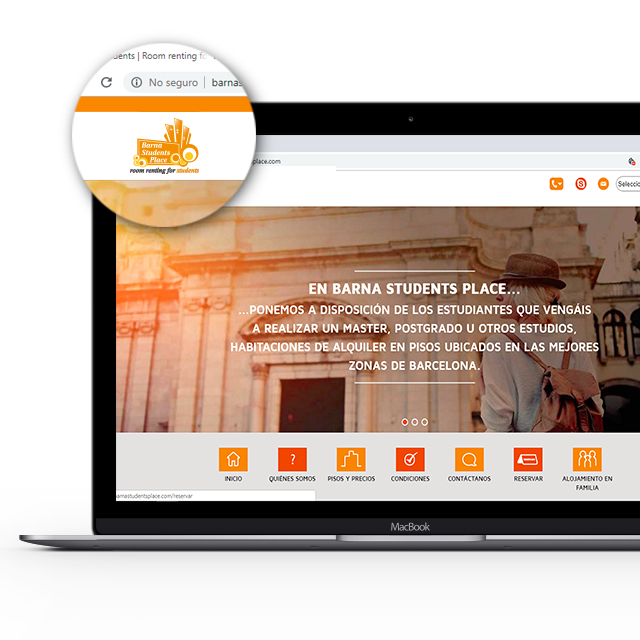 dents | Room renting f
No seguro | barnas
Barna
Students
Place
room renting for students
place.com
Seleccio
EN BARNA STUDENTS PLACE...
...PONEMOS A DISPOSICIÓN DE LOS ESTUDIANTES QUE VENGÁIS
A REALIZAR UN MASTER, POSTGRADO U OTROS ESTUDIOS,
HABITACIONES DE ALQUILER EN PISOS UBICADOS EN LAS MEJORES
ZONAS DE BARCELONA.
INICIO
QUIÉNES SOMOS
PISOS Y PRECIOS
CONDICIONES
CONTÁCTANOS
RESERVAR
ALOJAMIENTO EN
FAMILIA
barnastudentsplace.com/reservar
MacBook